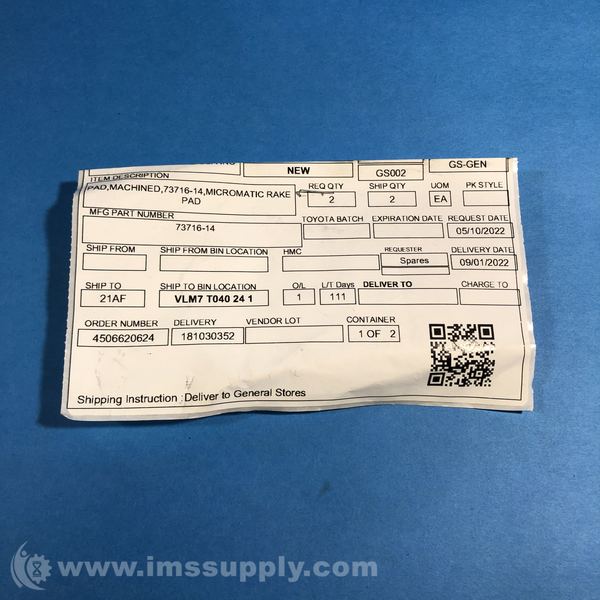 NEW GS002 GS-GEN
ITEM DESCRIPTION REQ QTY SHIP QTY UOM PK STYLE
PAD,MACHINED,73716-14,MICROMATIC RAKE 2 2 EA
PAD
MFG PART NUMBER TOYOTA BATCH EXPIRATION DATE REQUEST DATE
73716-14 05/10/2022
SHIP FROM SHIP FROM BIN LOCATION HMC REQUESTER DELIVERY DATE
Spares 09/01/2022
SHIP TO SHIP TO BIN LOCATION O/L L/T Days DELIVER TO CHARGE TO
21AF VLM7 T040 24 1 1 111
ORDER NUMBER DELIVERY VENDOR LOT CONTAINER
4506620624 181030352 1 OF 2
Shipping Instruction :Deliver to General Stores
www.imssupply.com